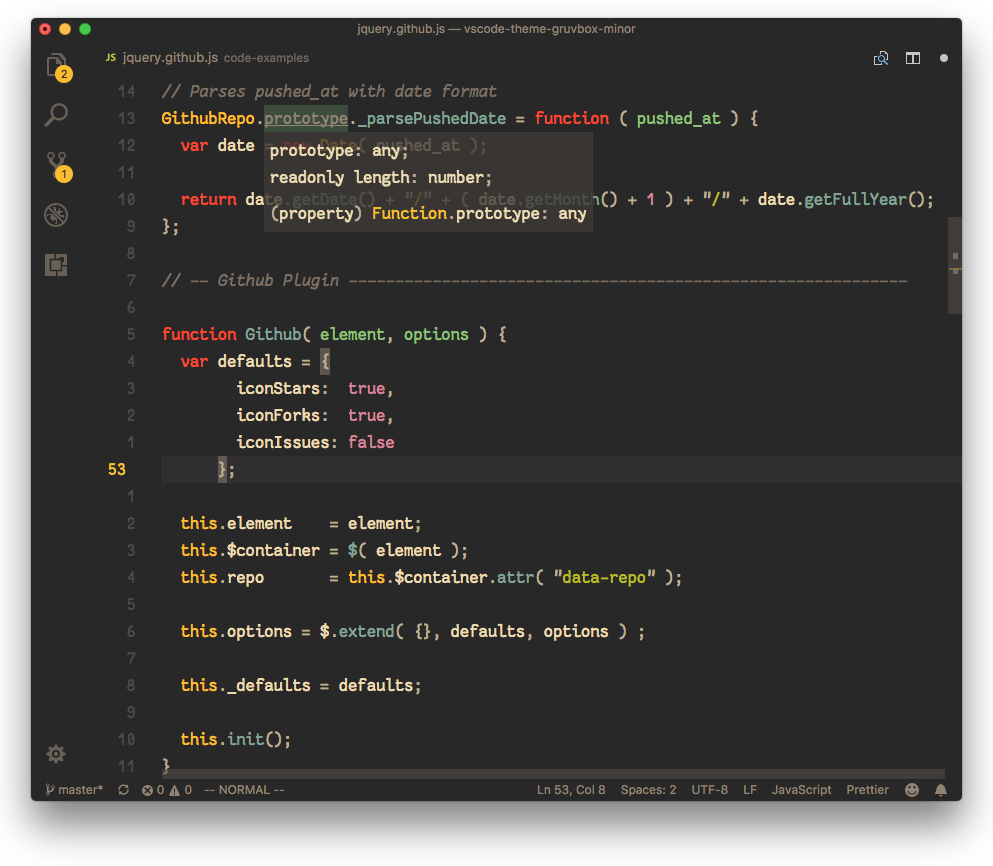 jquery.github.js — vscode-theme-gruvbox-minor
JS jquery.github.js code-examples
2
1
14 // Parses pushed_at with date format
13 GithubRepo.prototype._parsePushedDate = function ( pushed_at ) {
12 var date = new Date( pushed_at );
prototype: any;
11
readonly length: number;
10 return date.getDate() + "/" + ( date.getMonth() + 1 ) + "/" + date.getFullYear();
(property) Function.prototype: any
9 };
8
7 // -- Github Plugin ------------------------------------------------------------
6
5 function Github( element, options ) {
4 var defaults = {
3 iconStars: true,
2 iconForks: true,
1 iconIssues: false
53 };
1
2 this.element = element;
3 this.$container = $( element );
4 this.repo = this.$container.attr( "data-repo" );
5
6 this.options = $.extend( {}, defaults, options ) ;
7
8 this._defaults = defaults;
9
10 this.init();
11 }
master* 0 0 -- NORMAL -- Ln 53, Col 8 Spaces: 2 UTF-8 LF JavaScript Prettier